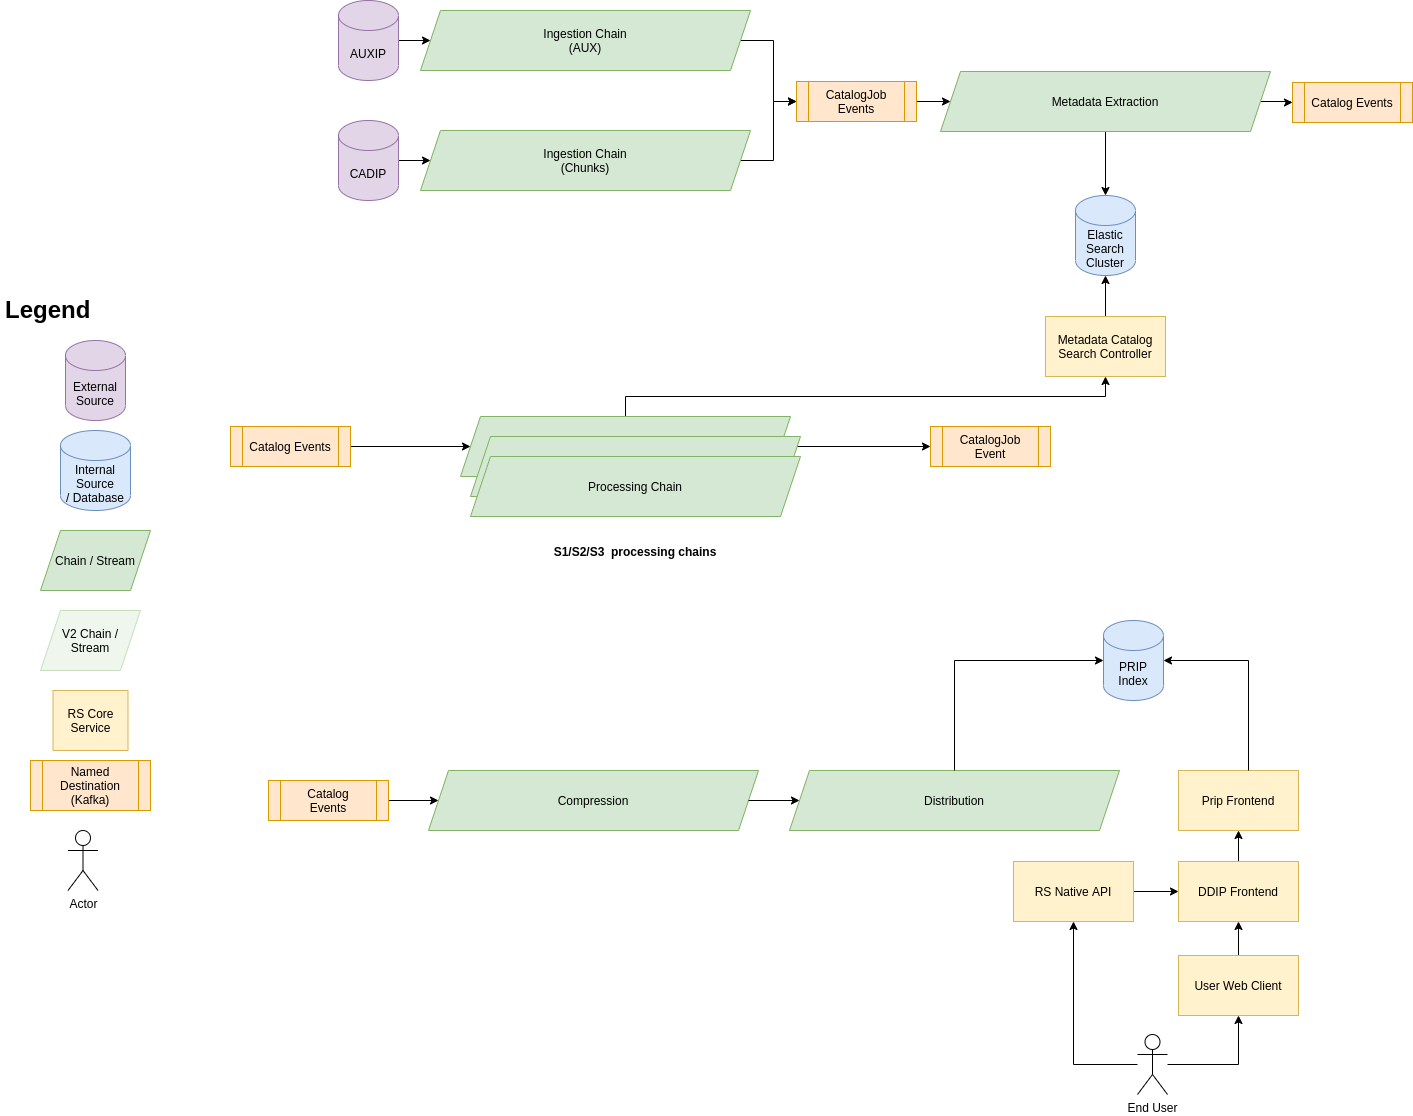 AUXIP
Ingestion Chain
(AUX)
CatalogJob
Events
Metadata Extraction
Catalog Events
CADIP
Ingestion Chain
(Chunks)
Elastic
Search
Cluster
Legend
External
Source
Internal
Source
/ Database
Chain / Stream
V2 Chain /
Stream
RS Core
Service
Named
Destination
(Kafka)
Actor
Metadata Catalog
Search Controller
Catalog Events
Processing Chain
CatalogJob
Event
S1/S2/S3 processing chains
PRIP
Index
Catalog
Events
Compression
Distribution
Prip Frontend
RS Native API
DDIP Frontend
User Web Client
End User